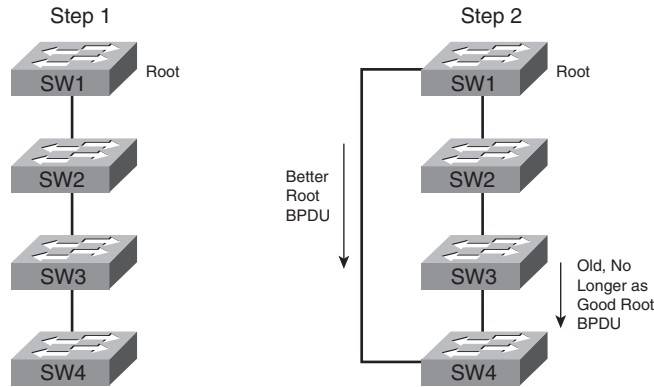 Step 1
SW1
Root
SW2
SW3
SW4
Step 2
SW1
Root
SW2
SW3
SW4
Better
Root
BPDU
Old, No
Longer as
Good Root
BPDU